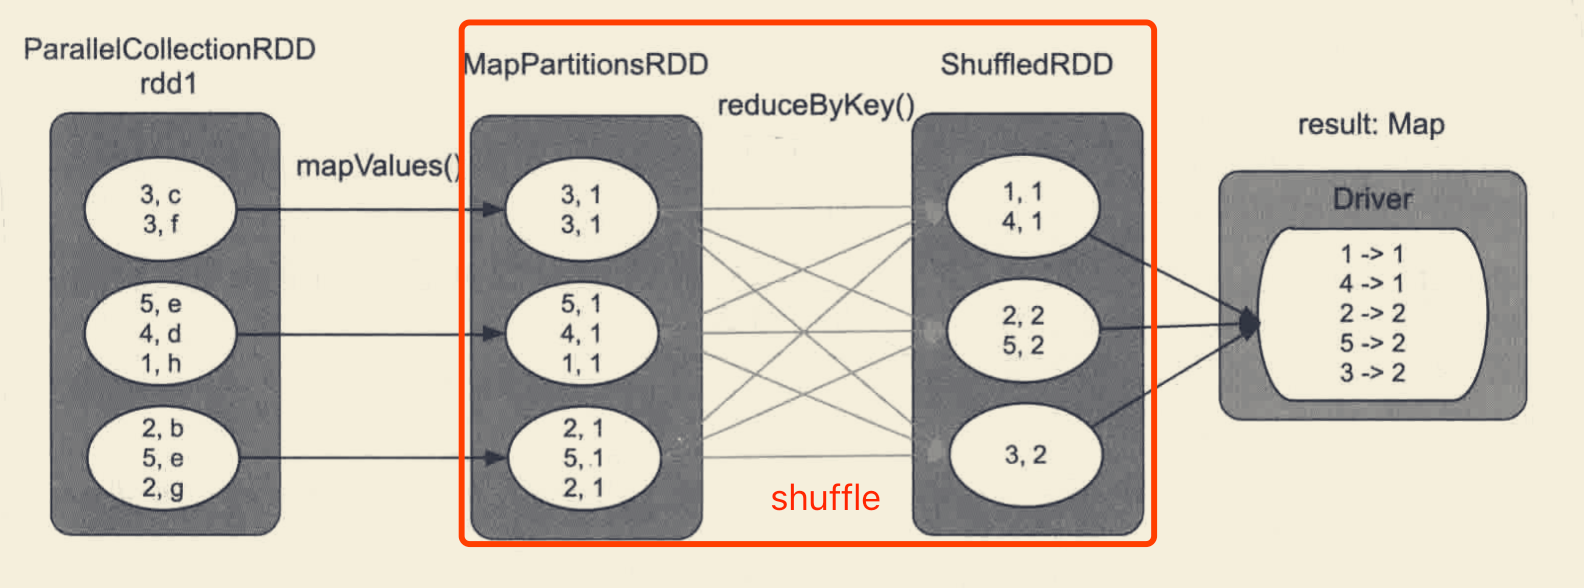 ParallelCollectionRDD
rdd1
3, c
3, f
5, e
4, d
1, h
2, b
5, e
2, g
mapValues()
MapPartitionsRDD
3, 1
3, 1
5, 1
4, 1
1, 1
2, 1
5, 1
2, 1
reduceByKey()
shuffle
ShuffledRDD
1, 1
4, 1
2, 2
5, 2
3, 2
result: Map
Driver
1 -> 1
4 -> 1
2 -> 2
5 -> 2
3 -> 2